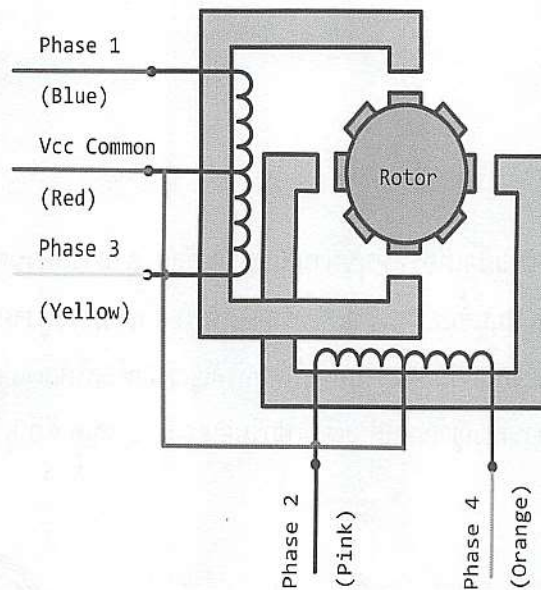 Phase 1
(Blue)
Vcc Common
(Red)
Phase 3
(Yellow)
Rotor
Phase 2
(Pink)
Phase 4
(Orange)